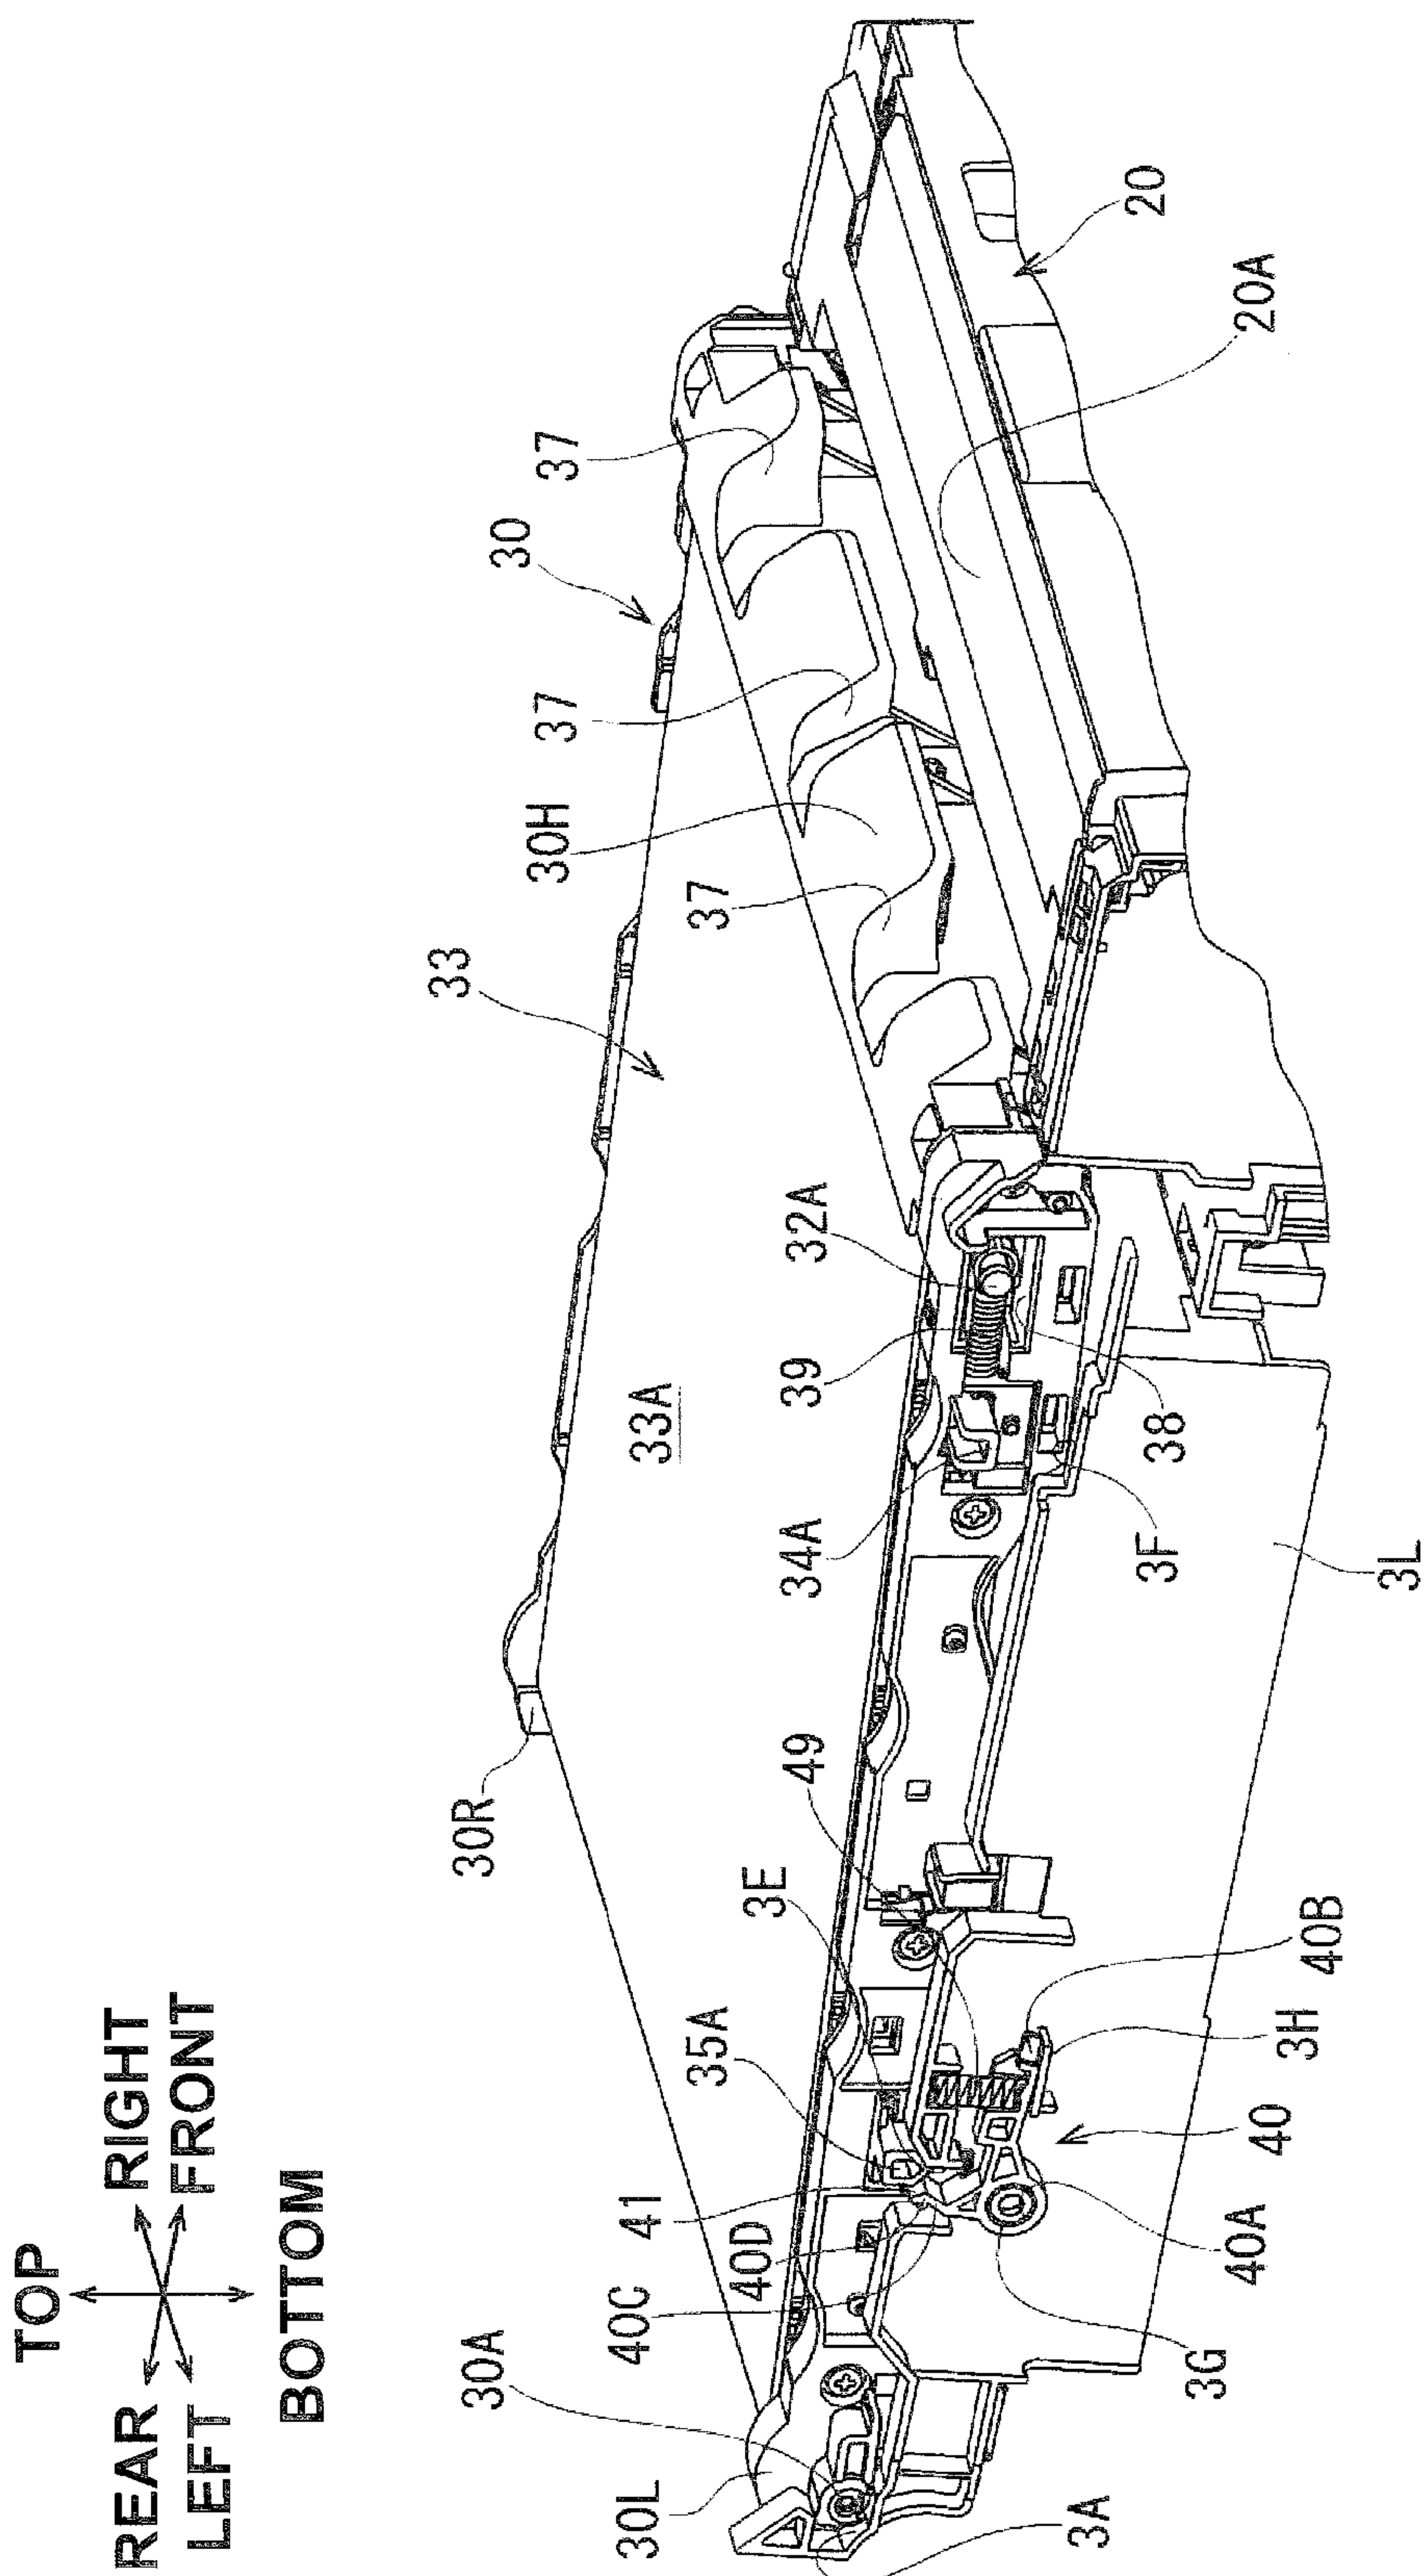 TOP
REAR
RIGHT
LEFT
FRONT
BOTTOM
30R
33
30
37
37
30H
37
33A
20
20A
30A
30L
40C
40D
41
35A
3E
49
34A
39
32A
38
3F
3L
3A
3G
40A
40
3H
40B